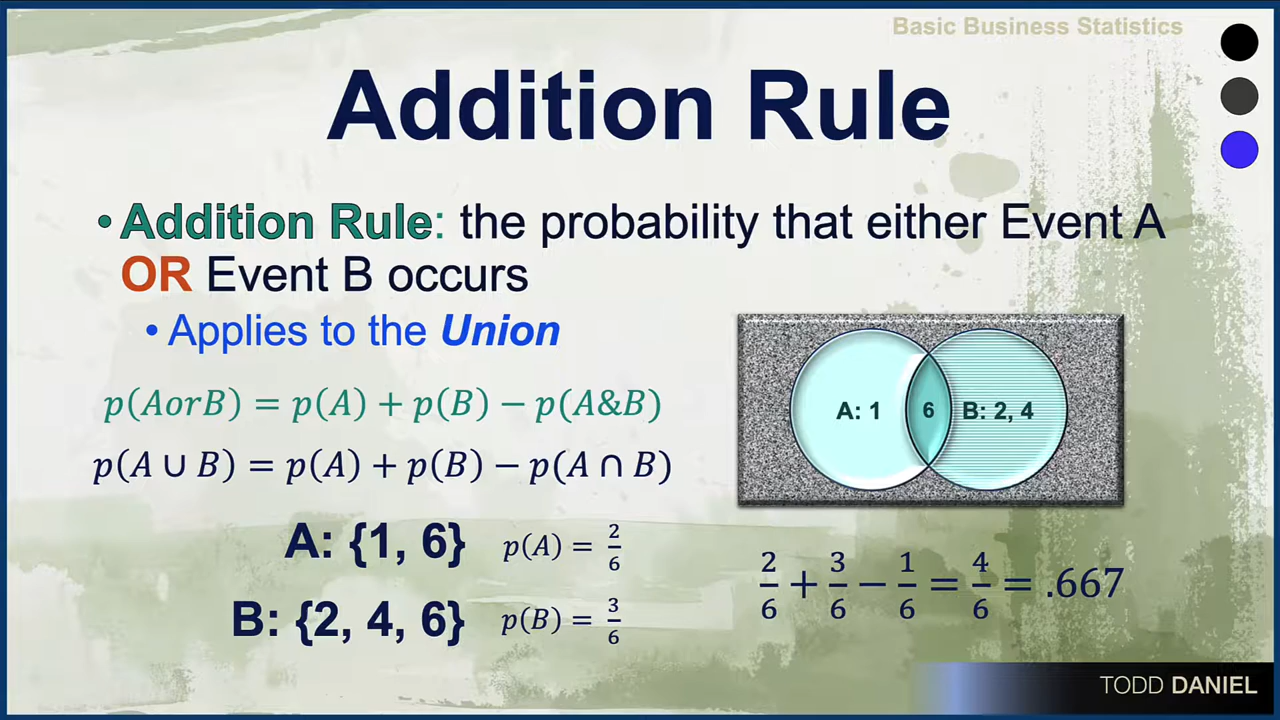 Basic Business Statistics
Addition Rule
• Addition Rule: the probability that either Event A
OR Event B occurs
• Applies to the Union
p(AorB) = p(A) + p(B) − p(A&B)
p(A ∪ B) = p(A) + p(B) − p(A ∩ B)
A: 1 6 B: 2, 4
A: {1, 6} p(A) = 2/6
B: {2, 4, 6} p(B) = 3/6
2/6 + 3/6 − 1/6 = 4/6 = .667
TODD DANIEL